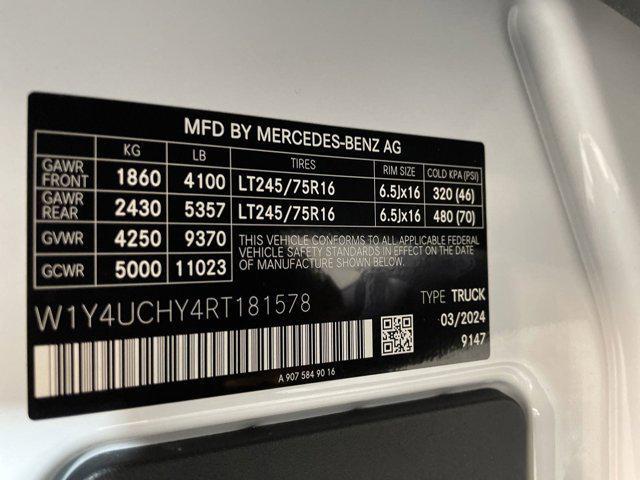 MFD BY MERCEDES-BENZ AG
KG LB TIRES RIM SIZE COLD KPA (PSI)
GAWR FRONT 1860 4100 LT245/75R16 6.5Jx16 320 (46)
GAWR REAR 2430 5357 LT245/75R16 6.5Jx16 480 (70)
GVWR 4250 9370
GCWR 5000 11023
THIS VEHICLE CONFORMS TO ALL APPLICABLE FEDERAL
VEHICLE SAFETY STANDARDS IN EFFECT ON THE DATE
OF MANUFACTURE SHOWN BELOW.
W1Y4UCHY4RT181578
TYPE TRUCK
03/2024
9147
A 907 584 90 16